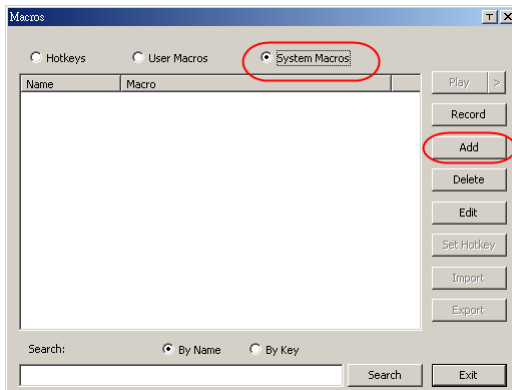 Macros
Hotkeys User Macros System Macros
Name Macro
Play >
Record
Add
Delete
Edit
Set Hotkey
Import
Export
Search: By Name By Key
Search Exit